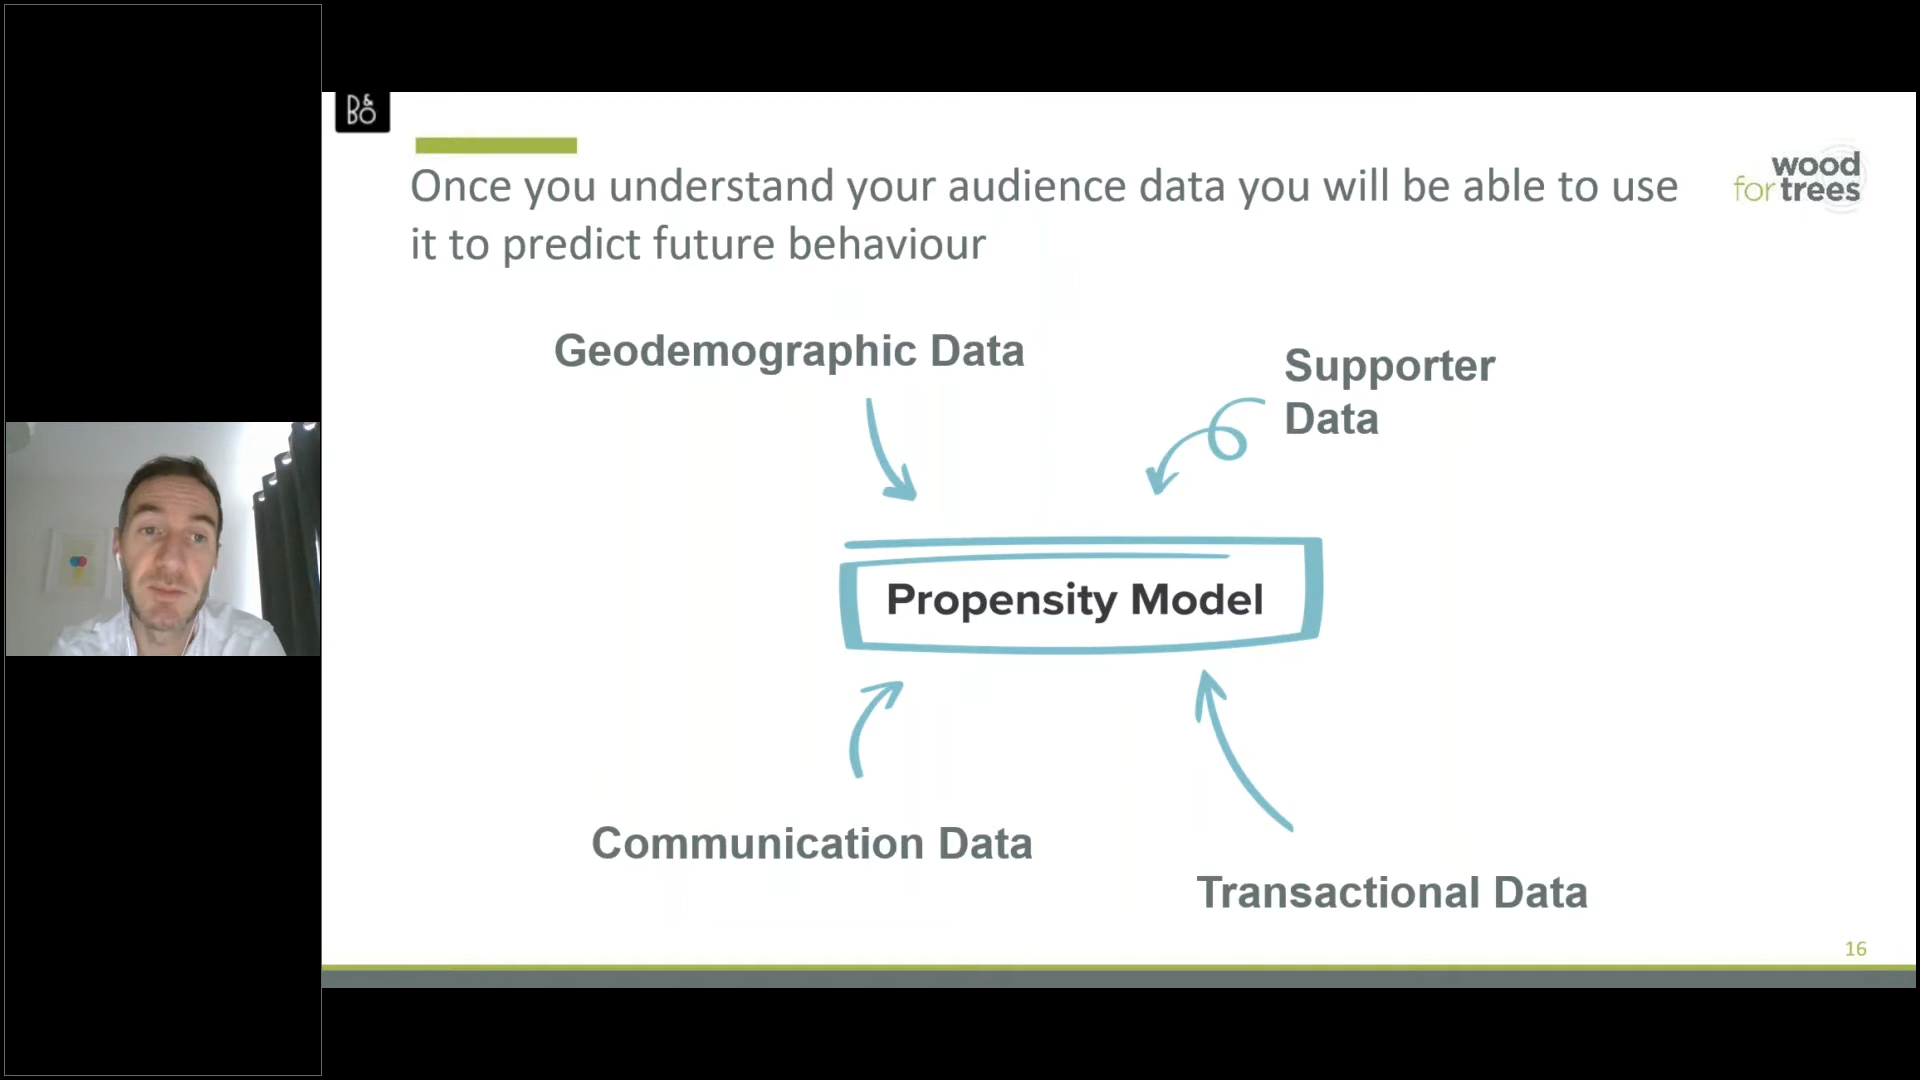 B&O
Once you understand your audience data you will be able to use
it to predict future behaviour
wood
for trees
Geodemographic Data
Supporter
Data
Propensity Model
Communication Data
Transactional Data
16